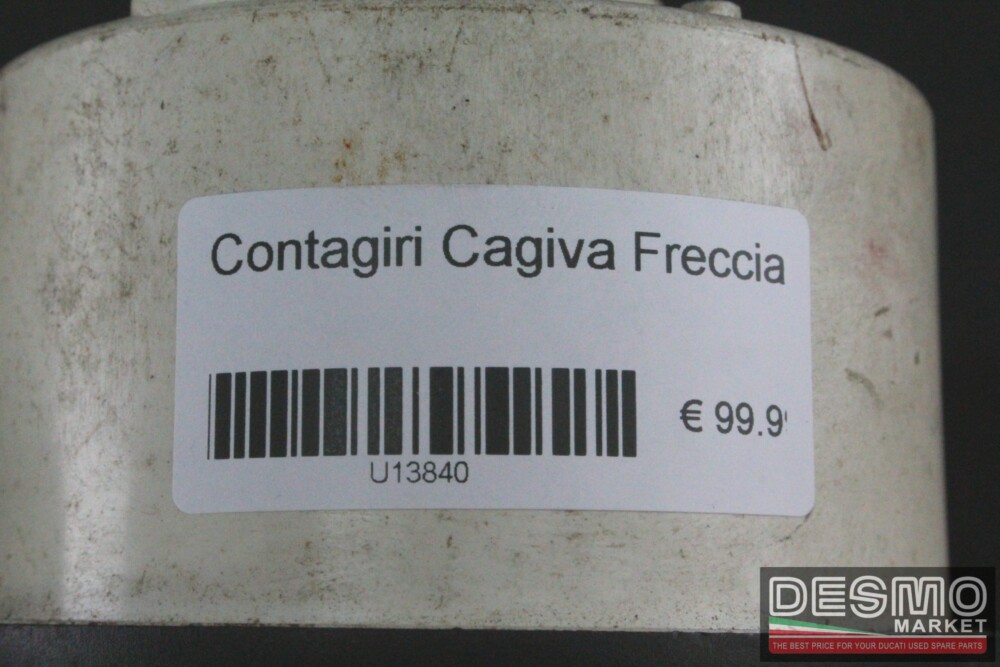 Contagiri Cagiva Freccia
€ 99.9
U13840
DESMO
MARKET
THE BEST PRICE FOR YOUR DUCATI USED SPARE PARTS